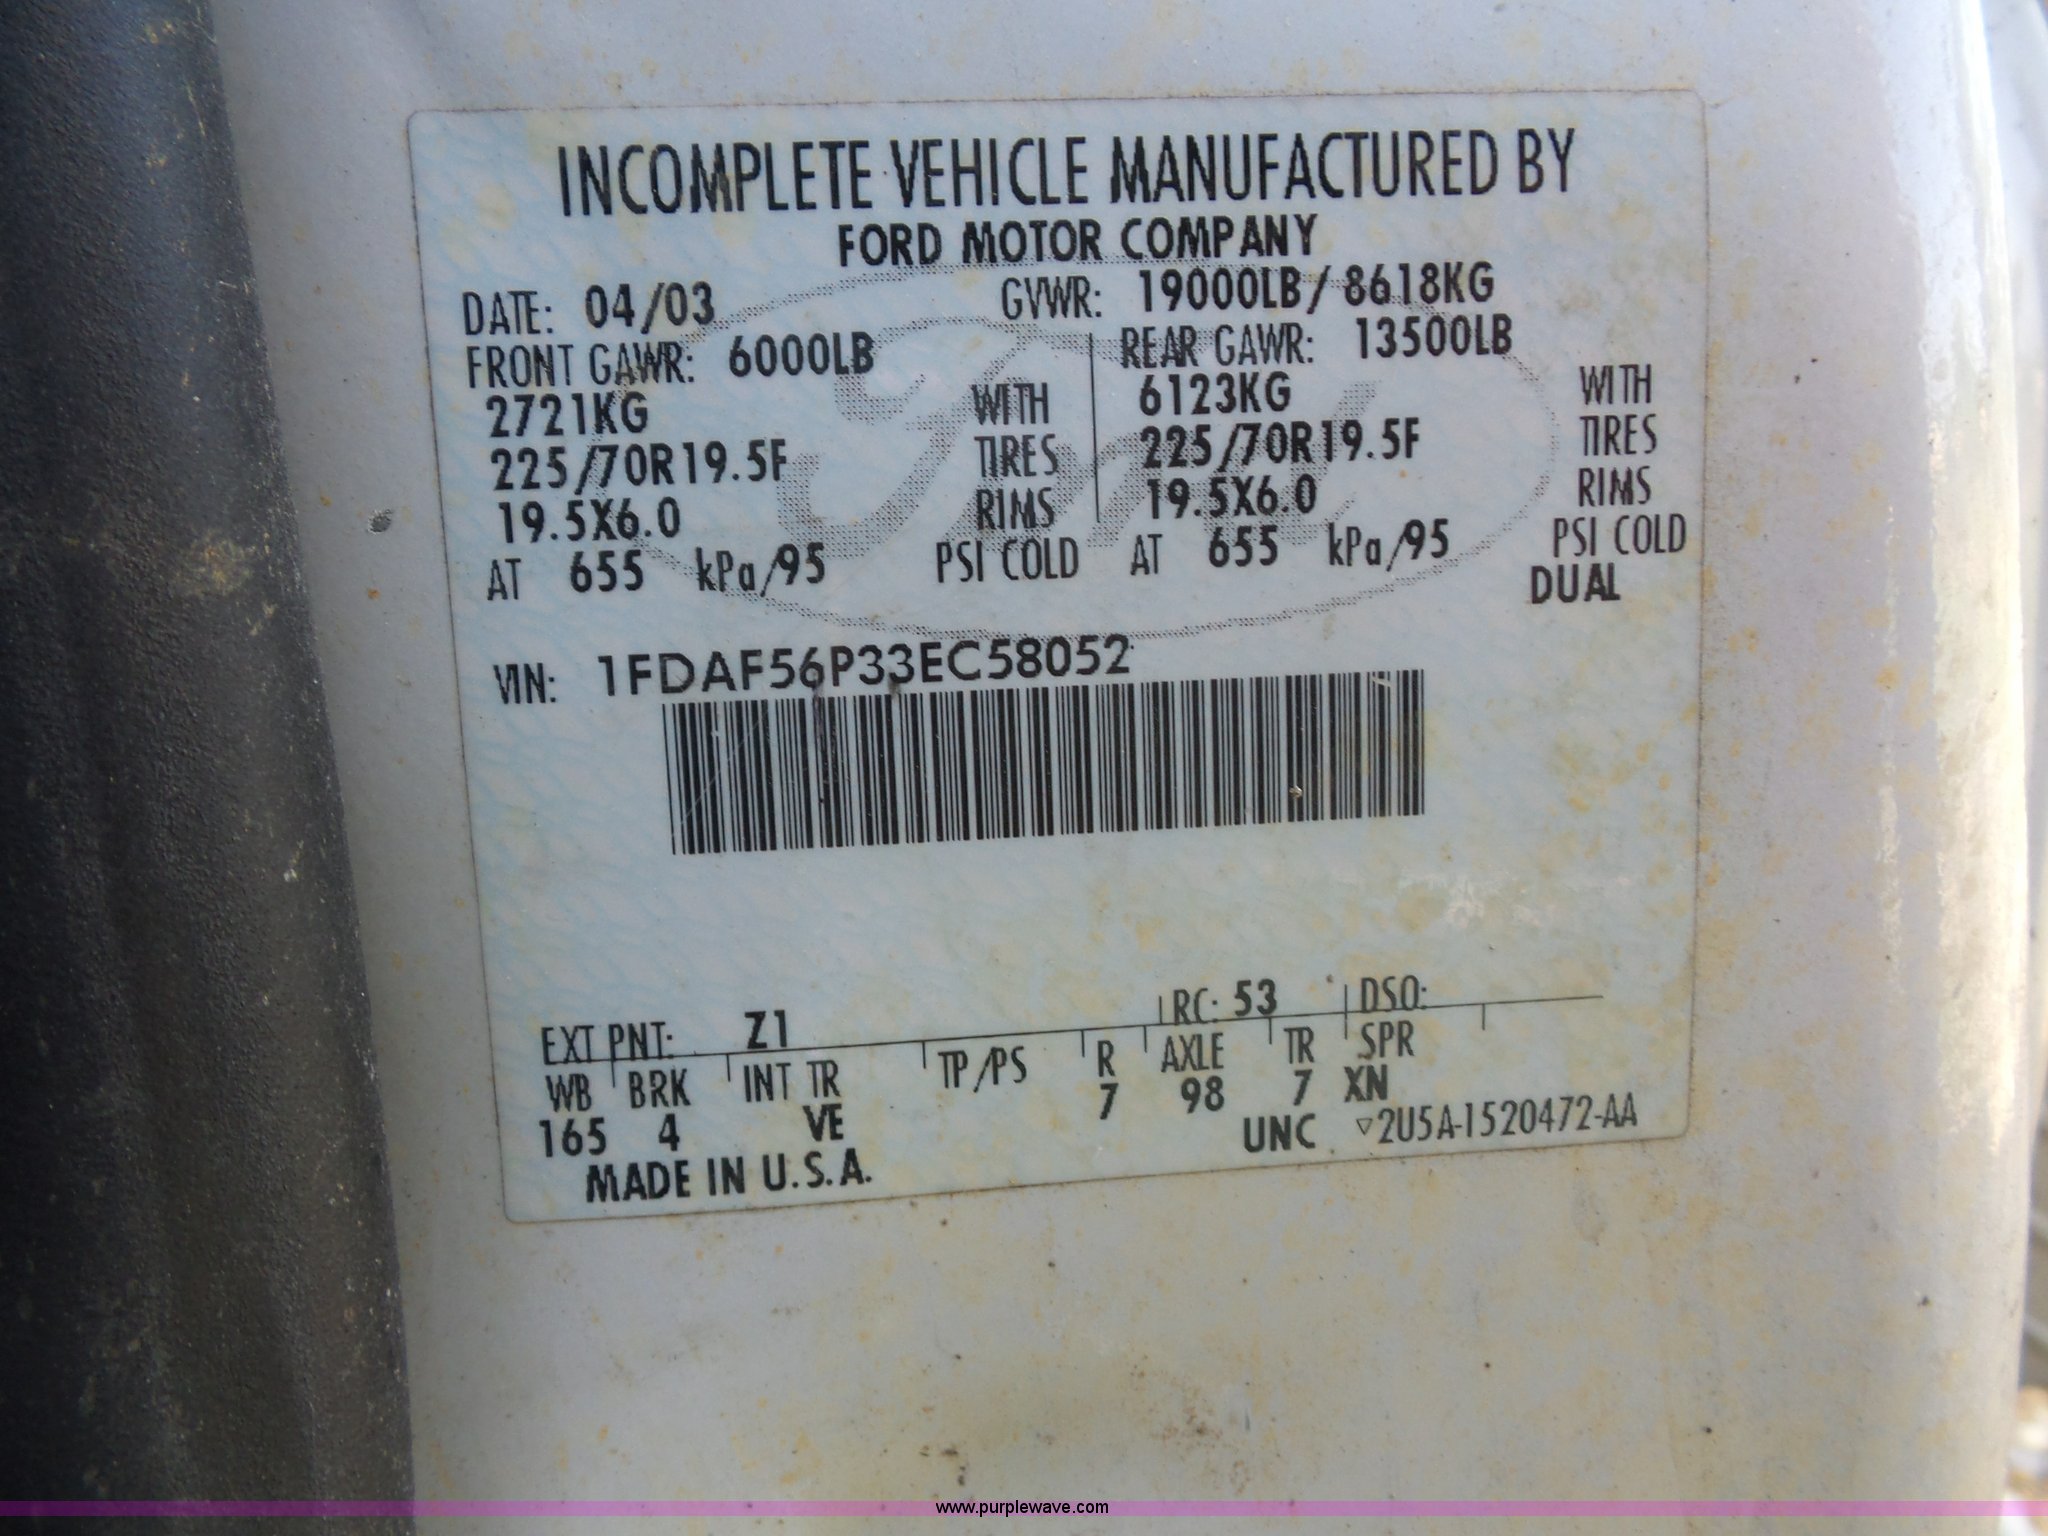 INCOMPLETE VEHICLE MANUFACTURED BY
FORD MOTOR COMPANY
DATE: 04/03 GVWR: 19000LB/ 8618KG
FRONT GAWR: 6000LB REAR GAWR: 13500LB
2721KG WITH 6123KG WITH
225/70R19.5F TIRES 225/70R19.5F TIRES
19.5X6.0 RIMS 19.5X6.0 RIMS
AT 655 kPa/95 PSI COLD AT 655 kPa/95 PSI COLD
DUAL
VIN: 1FDAF56P33EC58052
EXT PNT: Z1 RC: 53 DSO:
WB BRK INT TR TP/PS R AXLE TR SPR
165 4 VE 7 98 7 XN
MADE IN U.S.A. UNC ▽2U5A-1520472-AA
Ford
www.purplewave.com